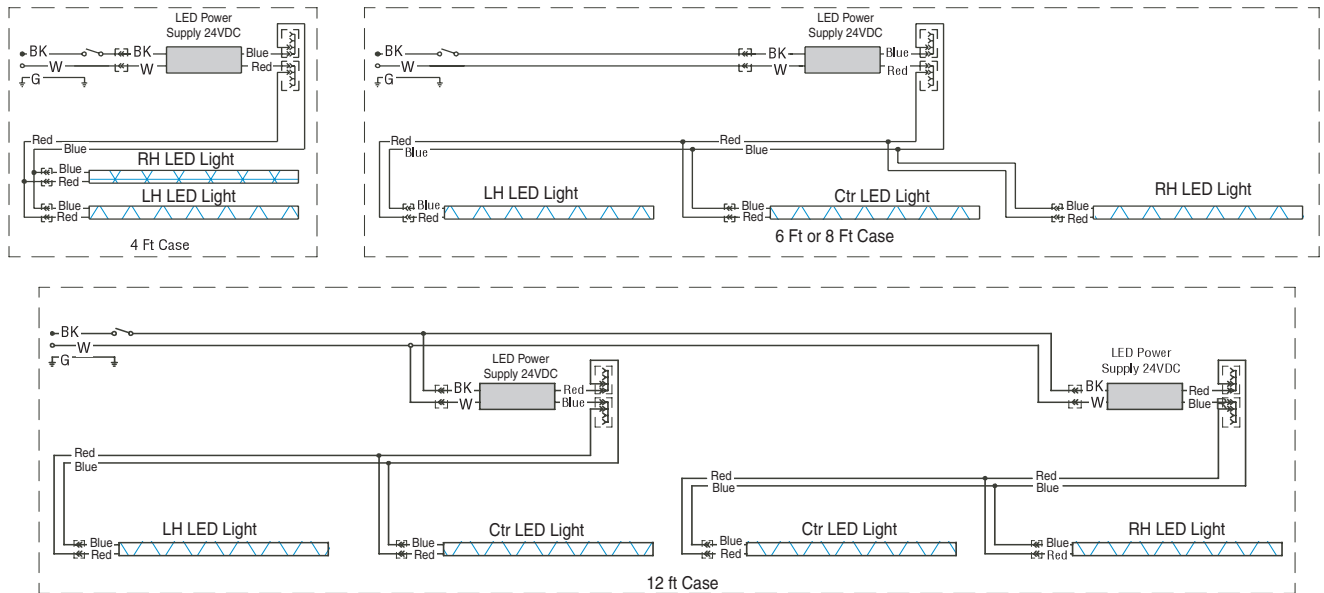 LED Power
Supply 24VDC
BK
BK
Blue
W
W
Red
G
Red
Blue
Blue
RH LED Light
Red
LH LED Light
Blue
Red
4 Ft Case
LED Power
Supply 24VDC
BK
BK
Blue
W
W
Red
G
Red
Red
Blue
Blue
LH LED Light
Ctr LED Light
RH LED Light
Blue
Red
Blue
Red
Blue
Red
6 Ft or 8 Ft Case
BK
W
G
LED Power
Supply 24VDC
BK
Red
W
Blue
LED Power
Supply 24VDC
BK
Red
W
Blue
Red
Blue
Red
Red
Blue
Blue
LH LED Light
Ctr LED Light
Ctr LED Light
RH LED Light
Blue
Red
Blue
Red
Blue
Red
Blue
Red
12 ft Case